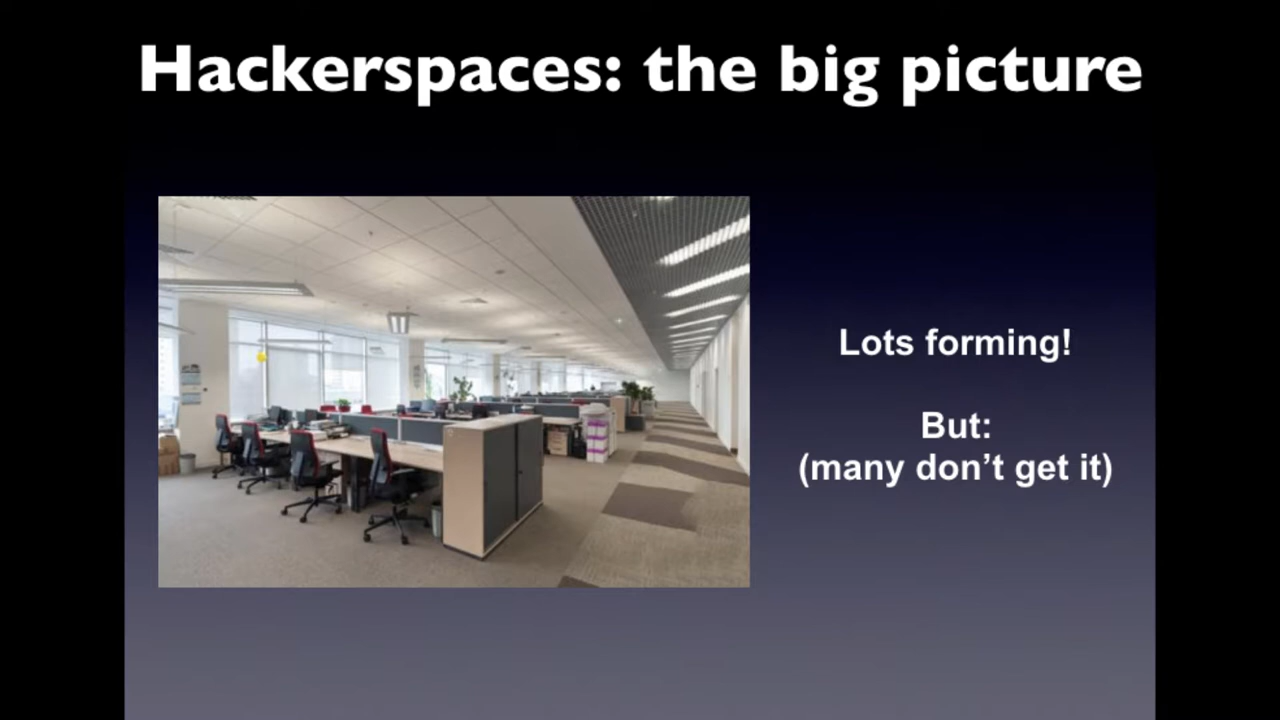 Hackerspaces: the big picture
Lots forming!
But:
(many don’t get it)